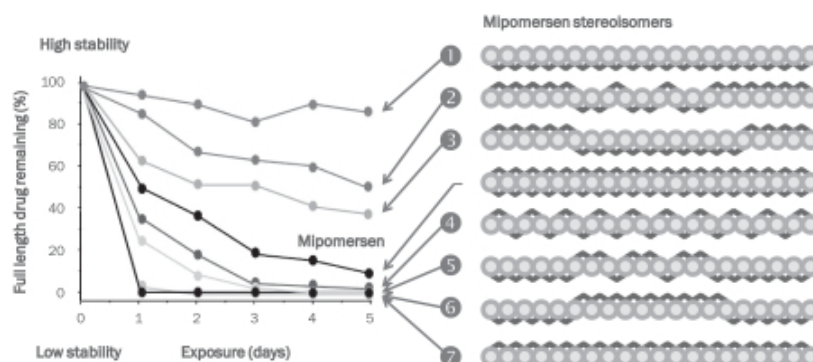 Mipomersen stereoisomers
High stability
Full length drug remaining (%)
100
80
60
40
20
0
Mipomersen
0 1 2 3 4 5
Low stability Exposure (days)
1
2
3
4
5
6
7